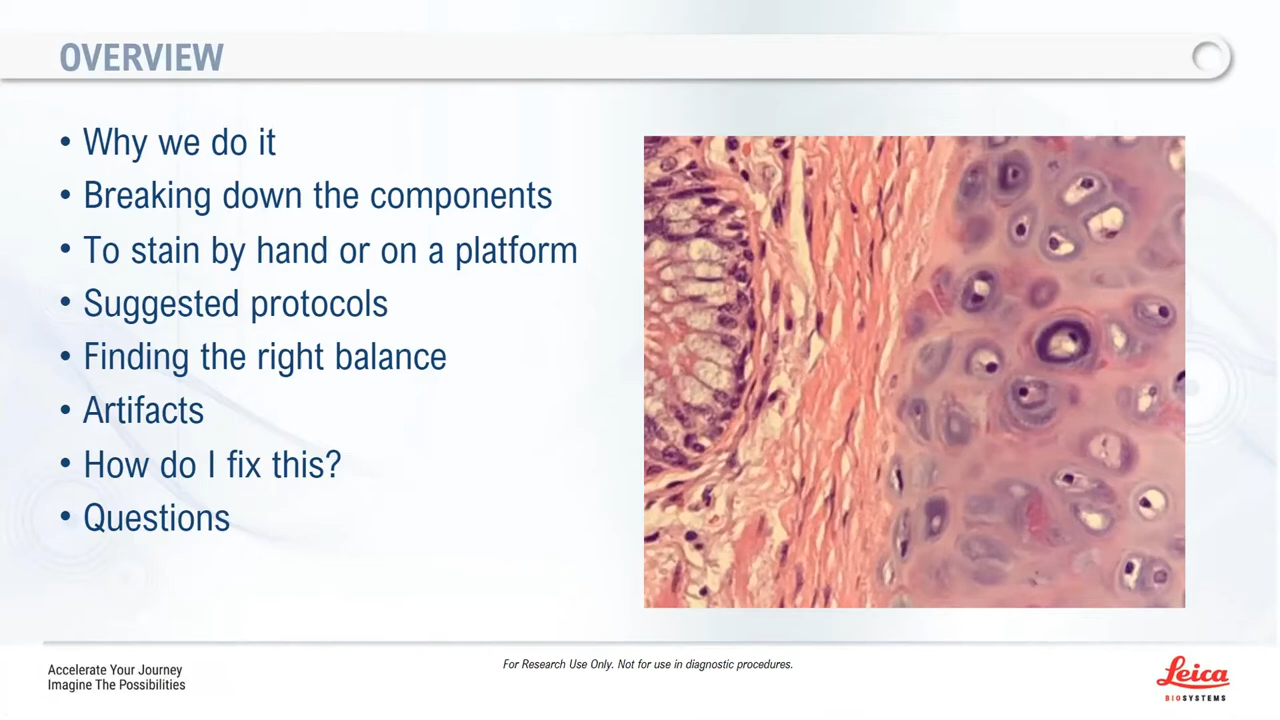 OVERVIEW
• Why we do it
• Breaking down the components
• To stain by hand or on a platform
• Suggested protocols
• Finding the right balance
• Artifacts
• How do I fix this?
• Questions
Accelerate Your Journey
Imagine The Possibilities
For Research Use Only. Not for use in diagnostic procedures.
Leica
BIOSYSTEMS